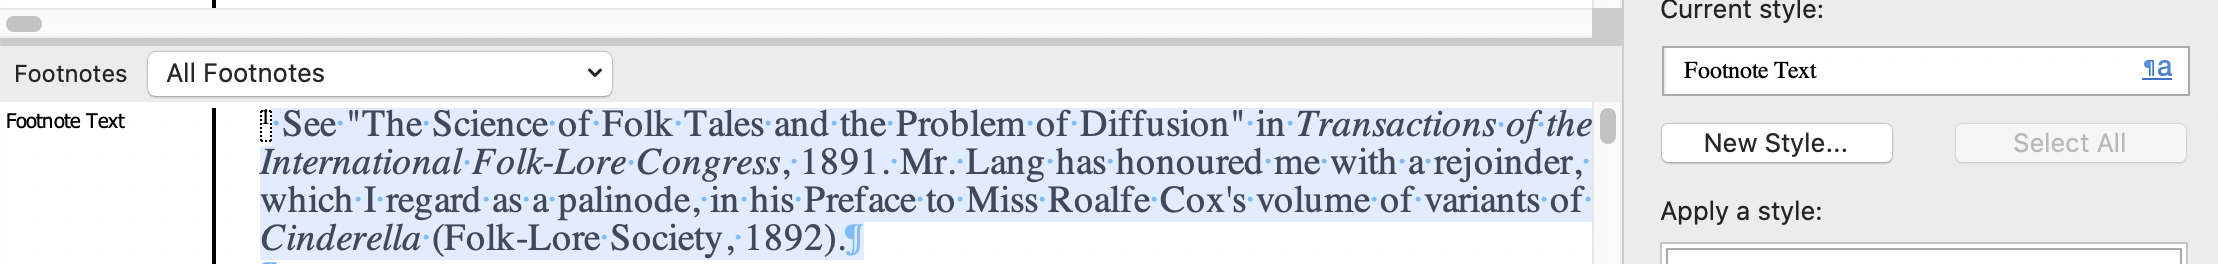 Current style:
Footnotes All Footnotes
Footnote Text ¶a
Footnote Text
1 See "The Science of Folk Tales and the Problem of Diffusion" in Transactions of the
International Folk-Lore Congress, 1891. Mr. Lang has honoured me with a rejoinder,
which I regard as a palinode, in his Preface to Miss Roalfe Cox's volume of variants of
Cinderella (Folk-Lore Society, 1892).¶
New Style... Select All
Apply a style: